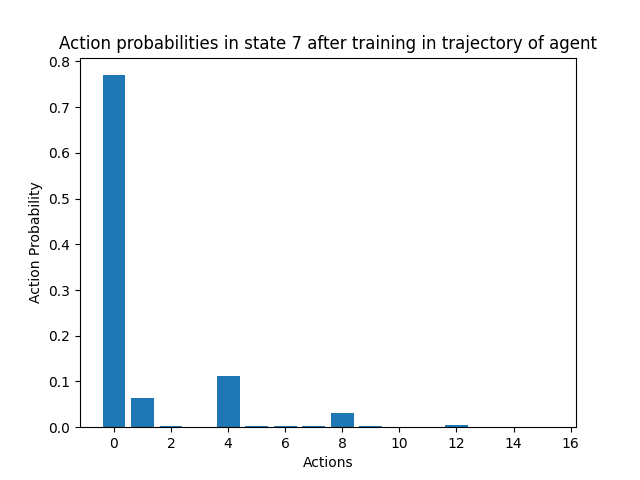 Action probabilities in state 7 after training in trajectory of agent
0.8
0.7
0.6
0.5
0.4
0.3
0.2
0.1
0.0
Action Probability
0 2 4 6 8 10 12 14 16
Actions